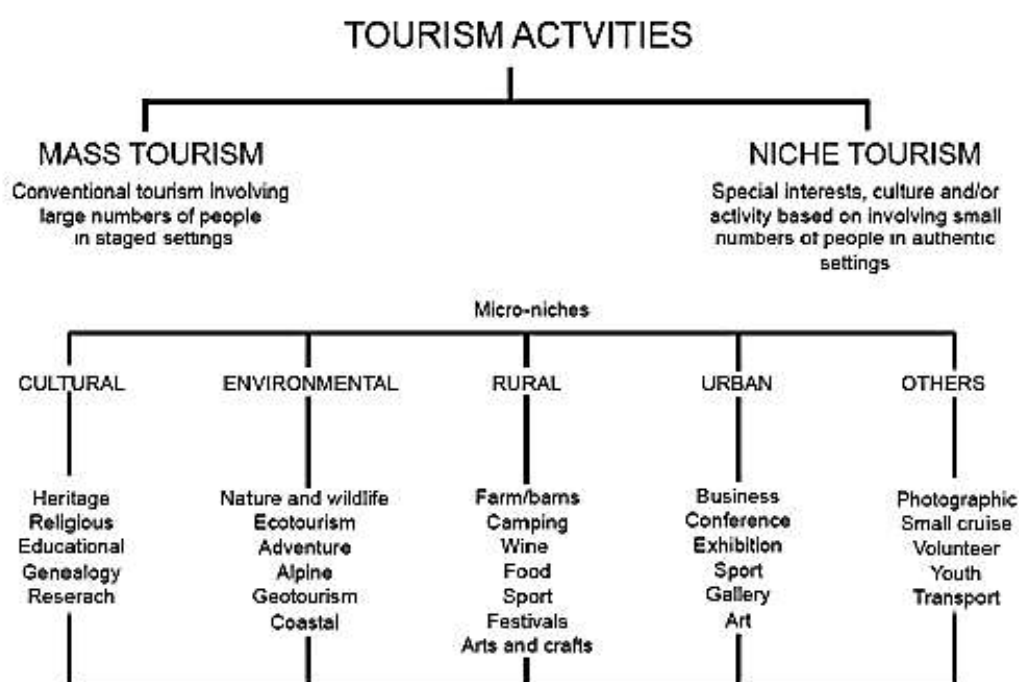 TOURISM ACTVITIES
MASS TOURISM
Conventional tourism involving
large numbers of people
in staged settings
NICHE TOURISM
Special interests, culture and/or
activity based on involving small
numbers of people in authentic
settings
Micro-niches
CULTURAL
Heritage
Religious
Educational
Genealogy
Reserach
ENVIRONMENTAL
Nature and wildlife
Ecotourism
Adventure
Alpine
Geotourism
Coastal
RURAL
Farm/barns
Camping
Wine
Food
Sport
Festivals
Arts and crafts
URBAN
Business
Conference
Exhibition
Sport
Gallery
Art
OTHERS
Photographic
Small cruise
Volunteer
Youth
Transport